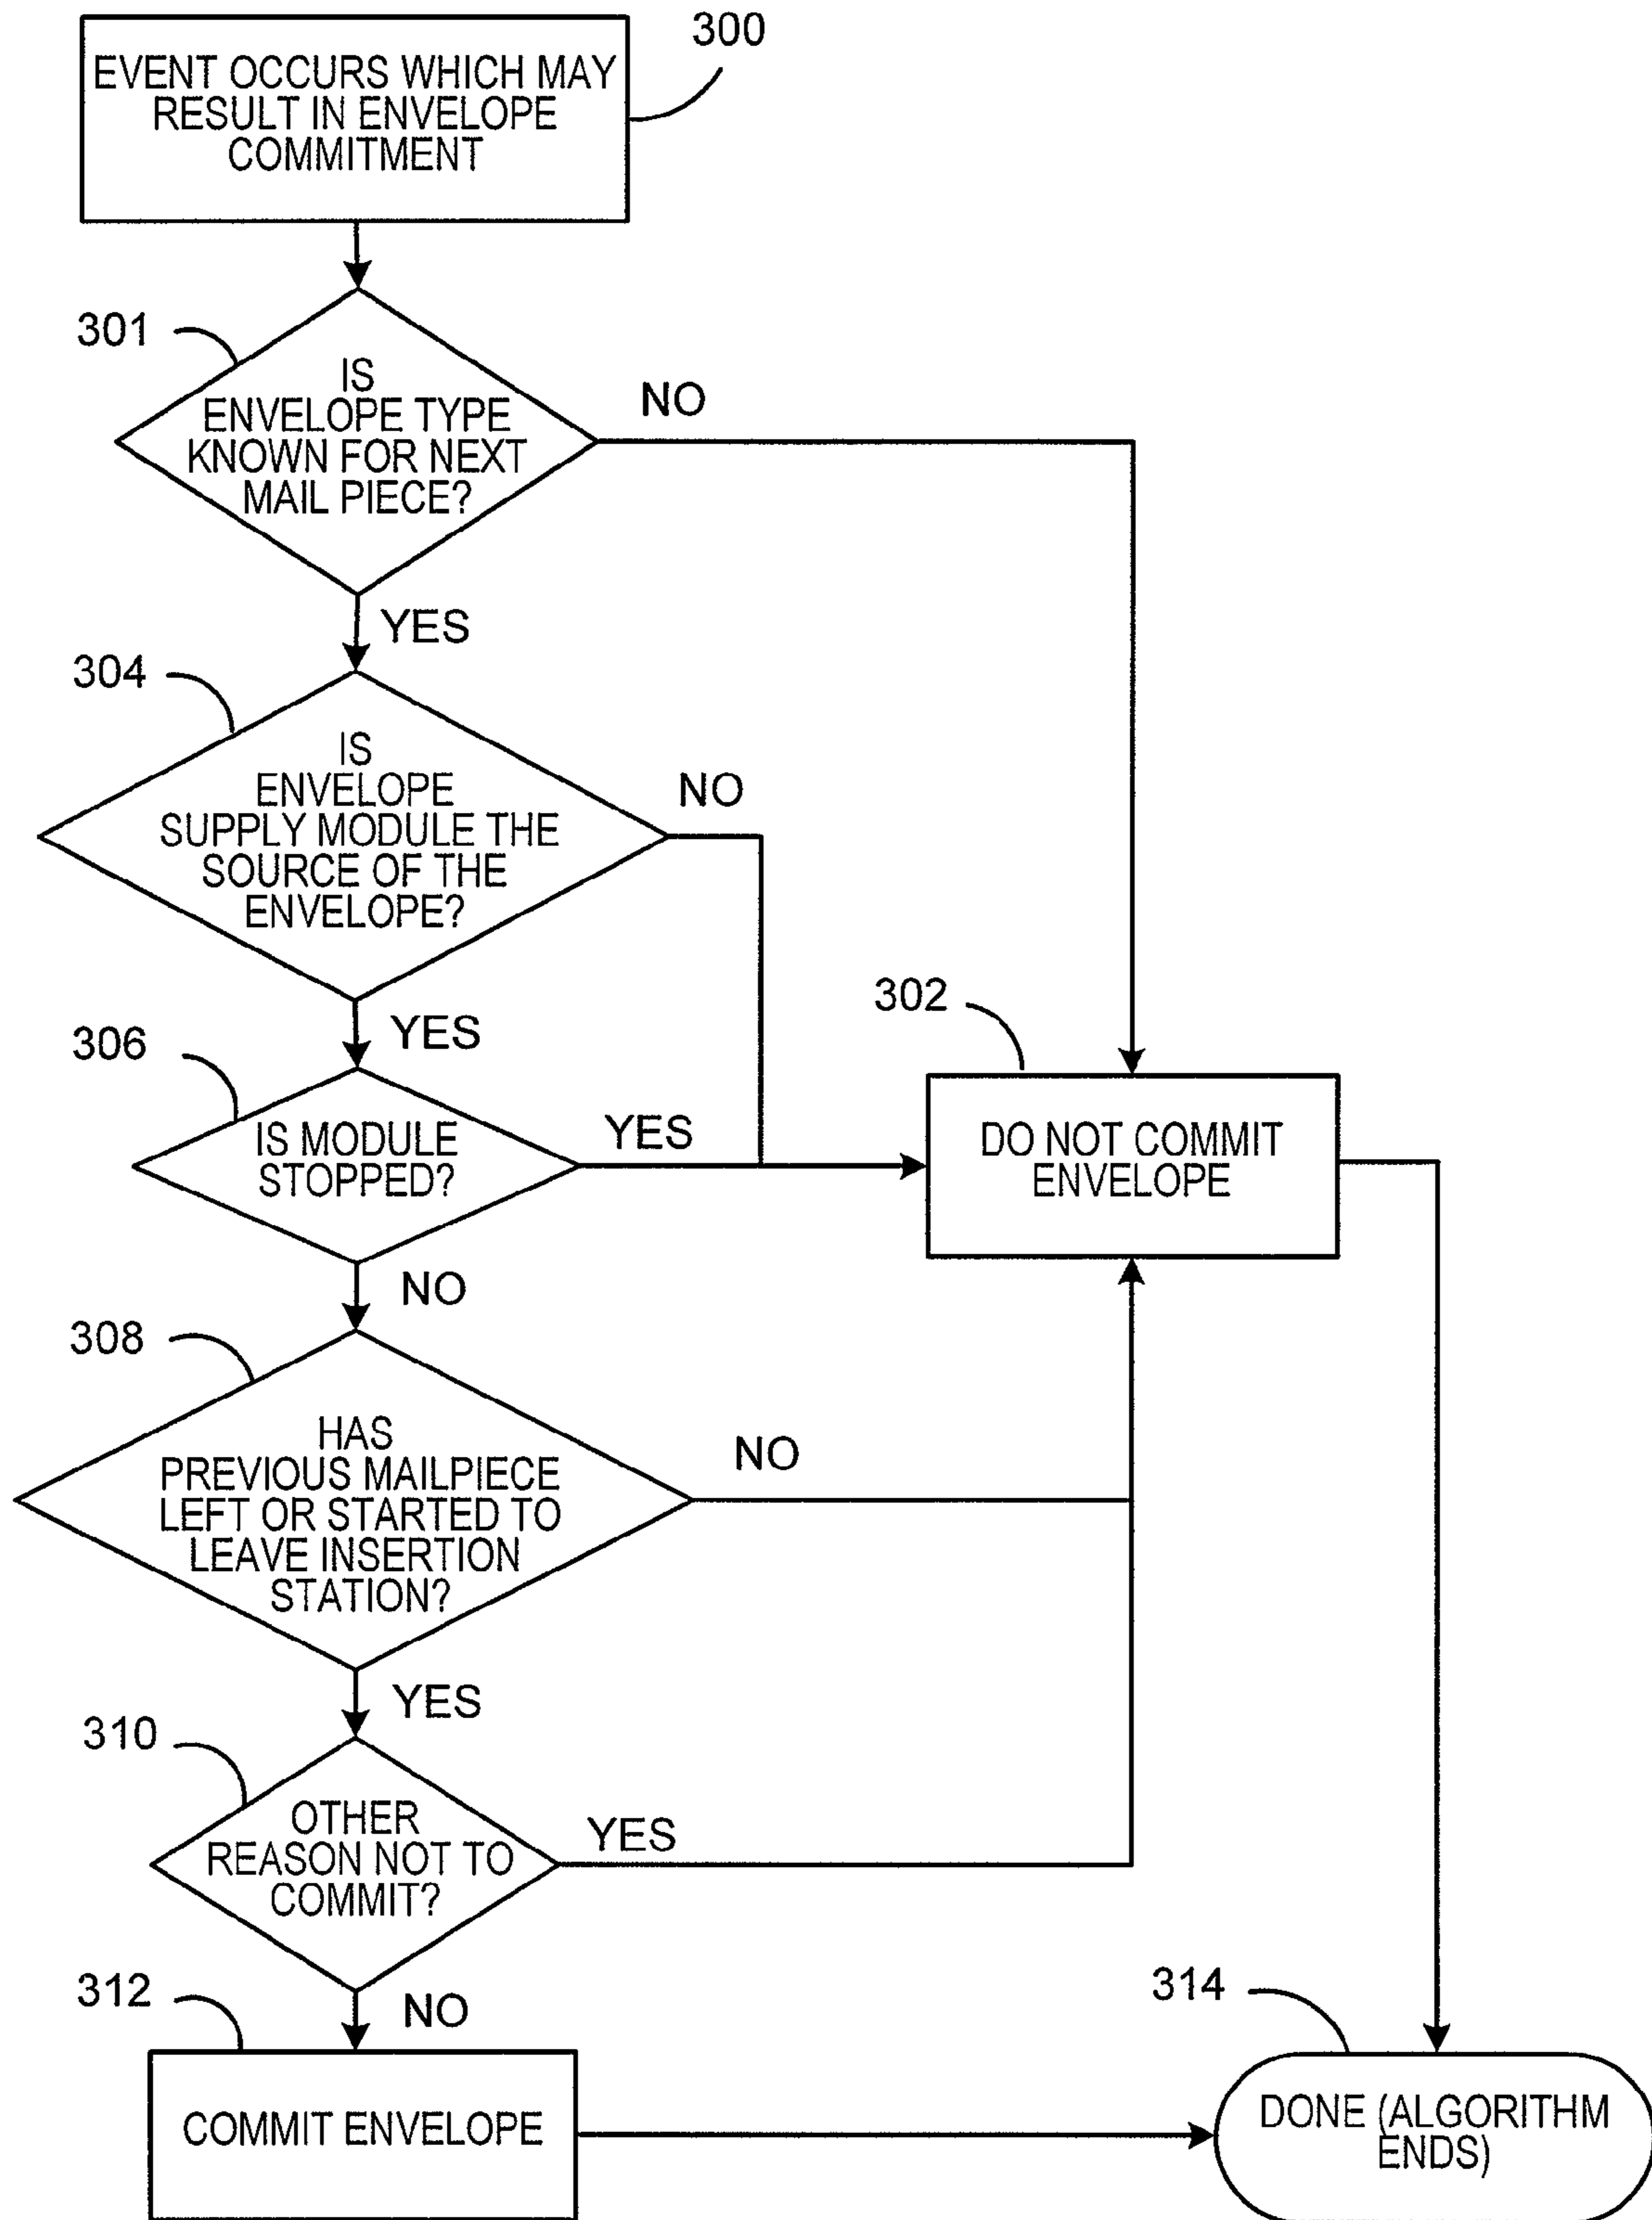 300
EVENT OCCURS WHICH MAY
RESULT IN ENVELOPE
COMMITMENT
301
IS
ENVELOPE TYPE
KNOWN FOR NEXT
MAIL PIECE?
NO
YES
304
IS
ENVELOPE
SUPPLY MODULE THE
SOURCE OF THE
ENVELOPE?
NO
YES
302
306
IS MODULE
STOPPED?
YES
DO NOT COMMIT
ENVELOPE
NO
308
HAS
PREVIOUS MAILPIECE
LEFT OR STARTED TO
LEAVE INSERTION
STATION?
NO
YES
310
OTHER
REASON NOT TO
COMMIT?
YES
NO
312
COMMIT ENVELOPE
314
DONE (ALGORITHM
ENDS)